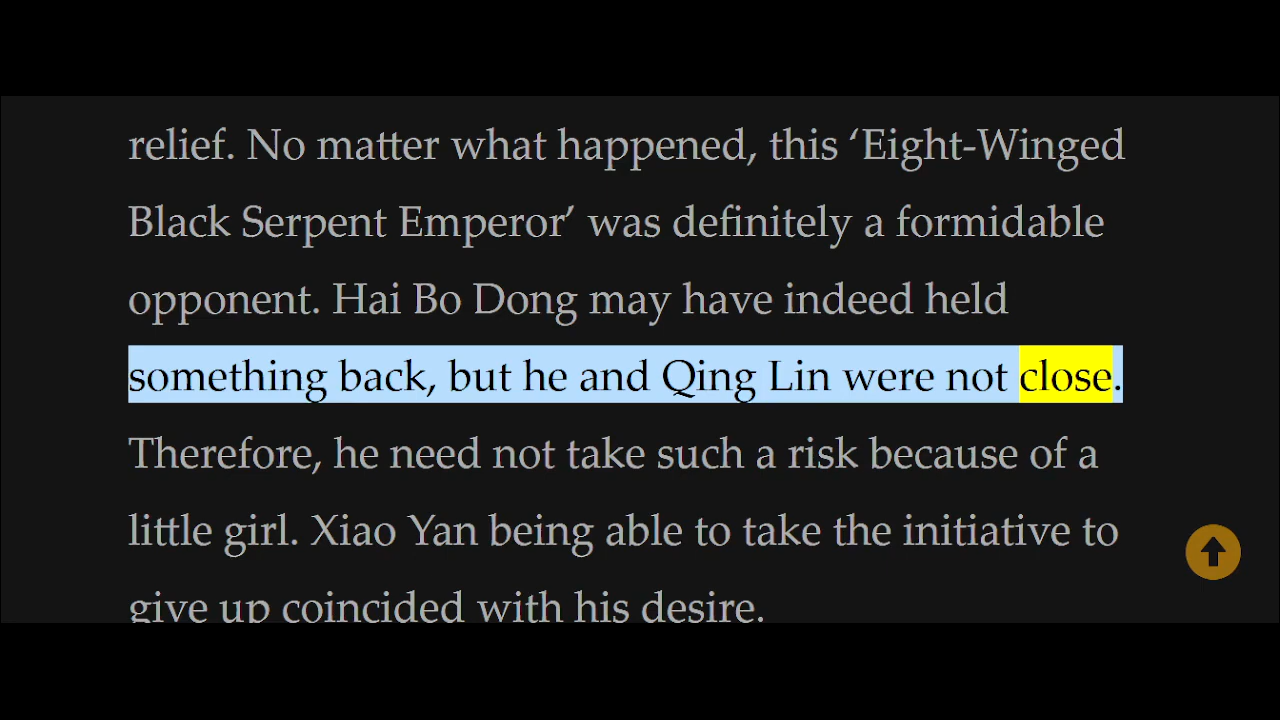 relief. No matter what happened, this ‘Eight-Winged
Black Serpent Emperor’ was definitely a formidable
opponent. Hai Bo Dong may have indeed held
something back, but he and Qing Lin were not close.
Therefore, he need not take such a risk because of a
little girl. Xiao Yan being able to take the initiative to
give up coincided with his desire.